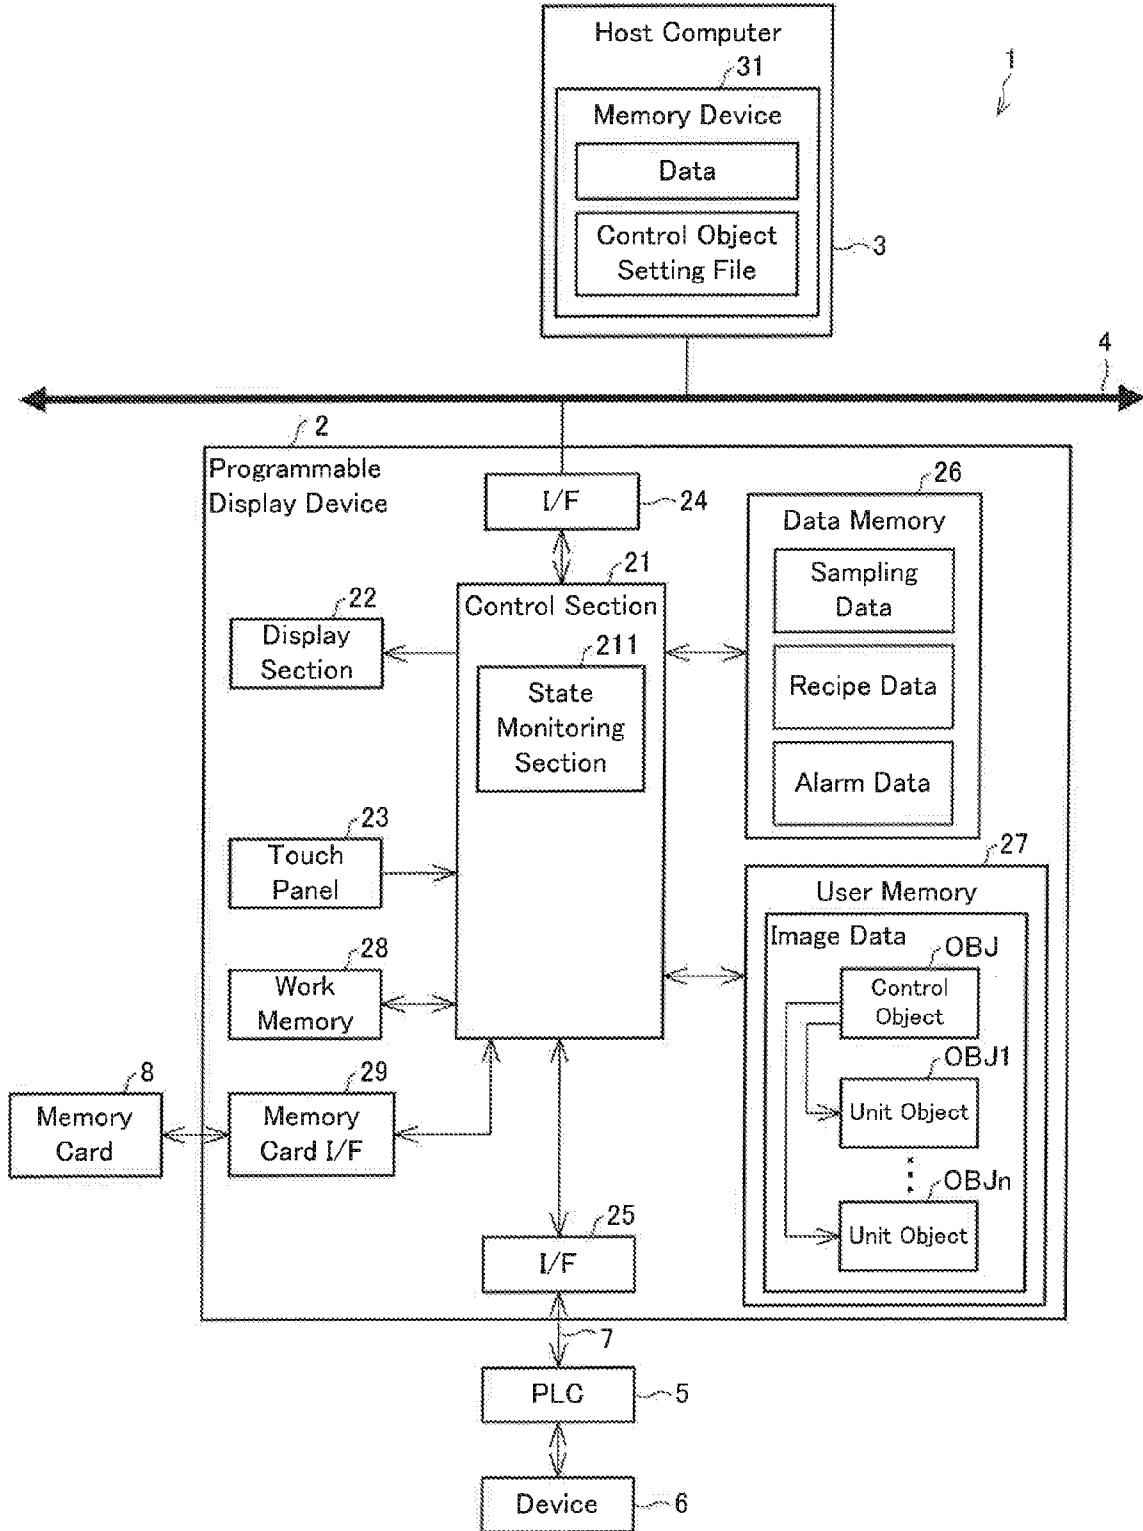 Host Computer
1
31
Memory Device
Data
Control Object
Setting File
3
4
2
Programmable
Display Device
I/F
24
26
Data Memory
Sampling
Data
Recipe Data
Alarm Data
21
Control Section
211
State
Monitoring
Section
22
Display
Section
23
Touch
Panel
28
Work
Memory
27
User Memory
Image Data
OBJ
Control
Object
OBJ1
Unit Object
OBJn
Unit Object
8
Memory
Card
29
Memory
Card I/F
25
I/F
7
PLC
5
Device
6